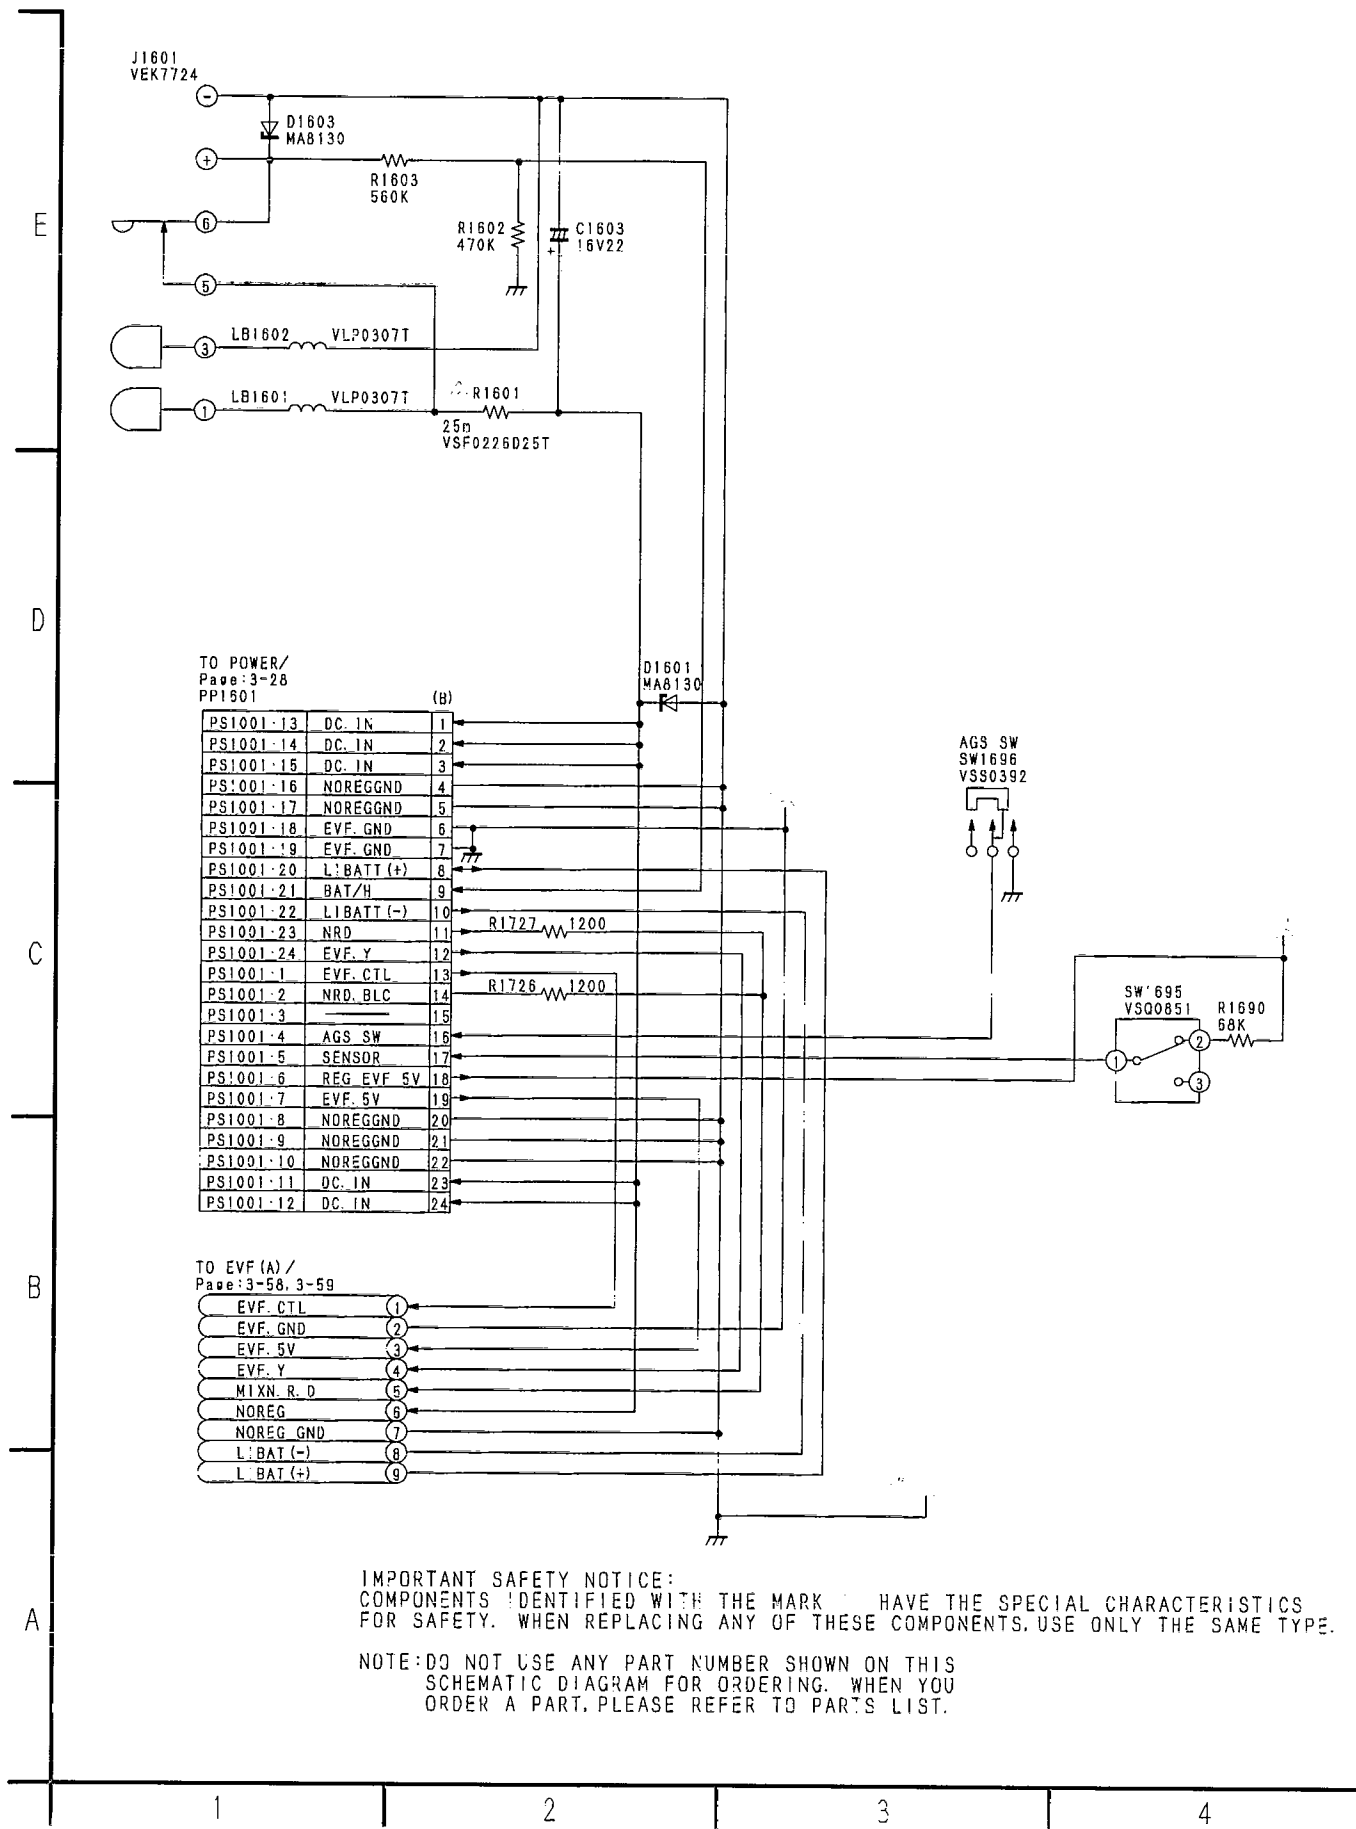 J1601
VEK7724
-
D1603
MA8130
+
R1603
560K
6
R1602
470K
C1603
16V22
+
5
3
LB1602 VLP0307T
1
LB1601 VLP0307T
R1601
25m
VSF0226D25T
E
D
C
B
A
TO POWER/
Page:3-28
PP1601
(B)
PS1001-13 DC. IN 1
PS1001-14 DC. IN 2
PS1001-15 DC. IN 3
PS1001-16 NOREGGND 4
PS1001-17 NOREGGND 5
PS1001-18 EVF. GND 6
PS1001-19 EVF. GND 7
PS1001-20 LIBATT(+) 8
PS1001-21 BAT/H 9
PS1001-22 LIBATT(-) 10
PS1001-23 NRD 11
PS1001-24 EVF. Y 12
PS1001-1 EVF. CTL 13
PS1001-2 NRD. BLC 14
PS1001-3 15
PS1001-4 AGS SW 16
PS1001-5 SENSOR 17
PS1001-6 REG EVF 5V 18
PS1001-7 EVF. 5V 19
PS1001-8 NOREGGND 20
PS1001-9 NOREGGND 21
PS1001-10 NOREGGND 22
PS1001-11 DC. IN 23
PS1001-12 DC. IN 24
D1601
MA8130
R1727 1200
R1726 1200
AGS SW
SW1696
VSS0392
SW1695
VSQ0851
R1690
68K
1
2
3
TO EVF(A)/
Page:3-58, 3-59
EVF. CTL 1
EVF. GND 2
EVF. 5V 3
EVF. Y 4
MIXN. R. D 5
NOREG 6
NOREG GND 7
LIBAT(-) 8
LIBAT(+) 9
IMPORTANT SAFETY NOTICE:
COMPONENTS IDENTIFIED WITH THE MARK HAVE THE SPECIAL CHARACTERISTICS
FOR SAFETY. WHEN REPLACING ANY OF THESE COMPONENTS, USE ONLY THE SAME TYPE.
NOTE:DO NOT USE ANY PART NUMBER SHOWN ON THIS
SCHEMATIC DIAGRAM FOR ORDERING. WHEN YOU
ORDER A PART, PLEASE REFER TO PARTS LIST.
1
2
3
4